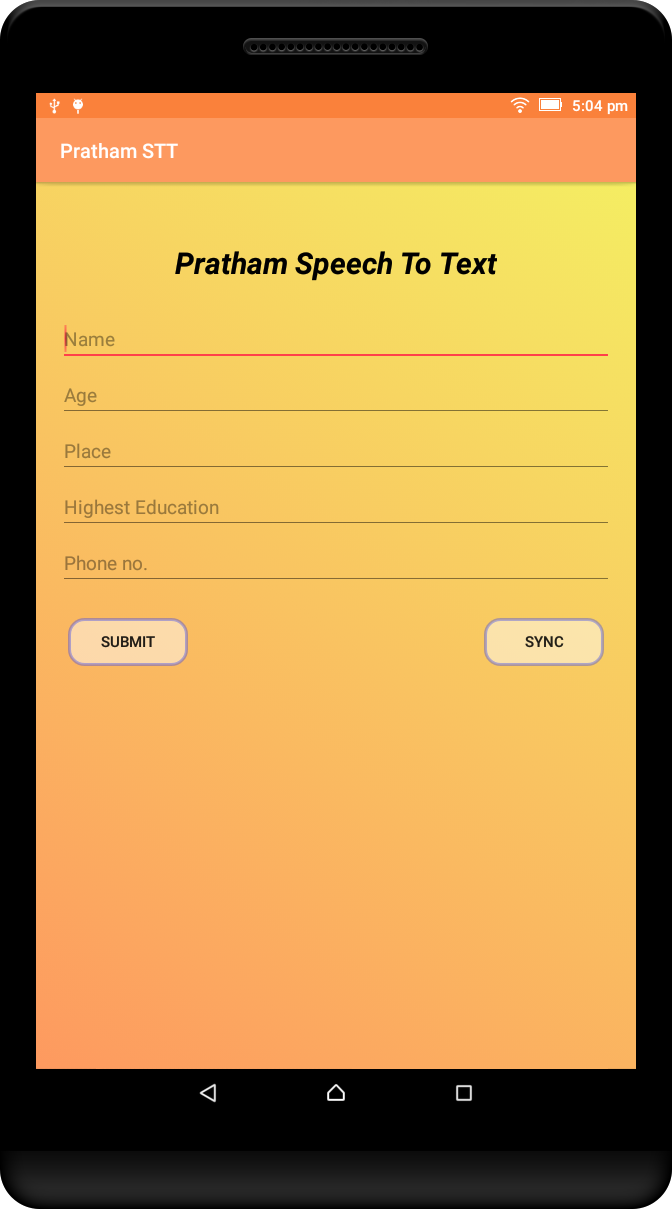 5:04 pm
Pratham STT
Pratham Speech To Text
Name
Age
Place
Highest Education
Phone no.
SUBMIT SYNC